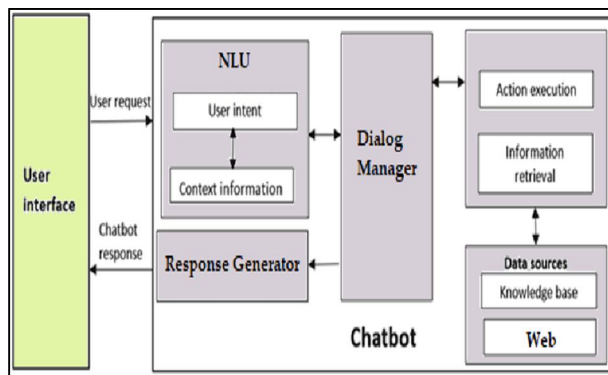 User
interface
User request
Chatbot
response
NLU
User intent
Context information
Response Generator
Dialog
Manager
Action execution
Information
retrieval
Data sources
Knowledge base
Web
Chatbot